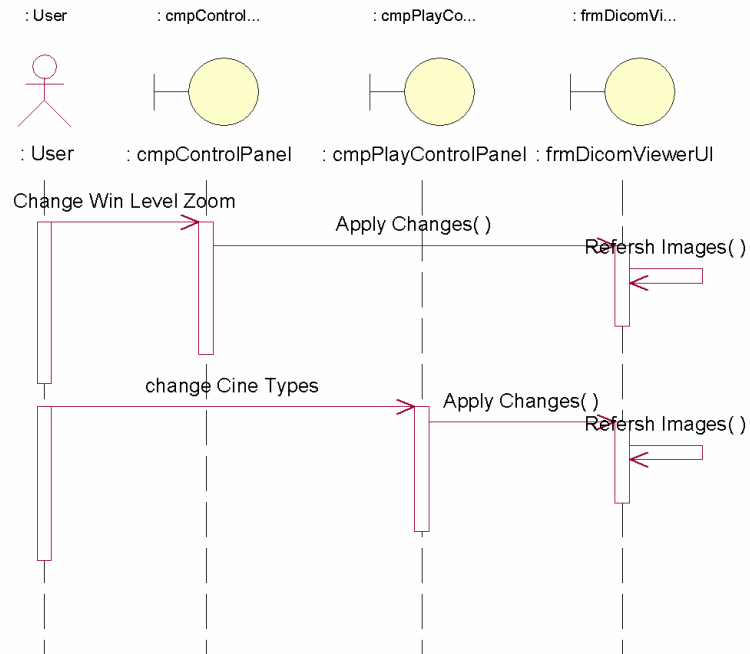 : User
: cmpControl...
: cmpPlayCo...
: frmDicomVi...
: User
: cmpControlPanel
: cmpPlayControlPanel
: frmDicomViewerUI
Change Win Level Zoom
Apply Changes( )
Refersh Images( )
change Cine Types
Apply Changes( )
Refersh Images( )